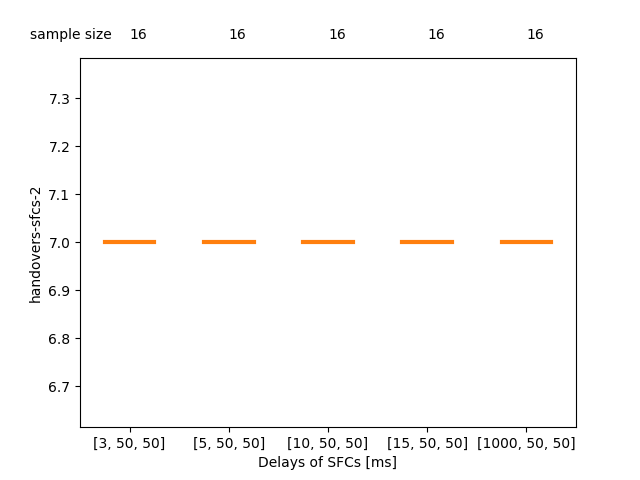 sample size 16 16 16 16 16
7.3
7.2
7.1
7.0
6.9
6.8
6.7
handovers-sfcs-2
[3, 50, 50] [5, 50, 50] [10, 50, 50] [15, 50, 50] [1000, 50, 50]
Delays of SFCs [ms]